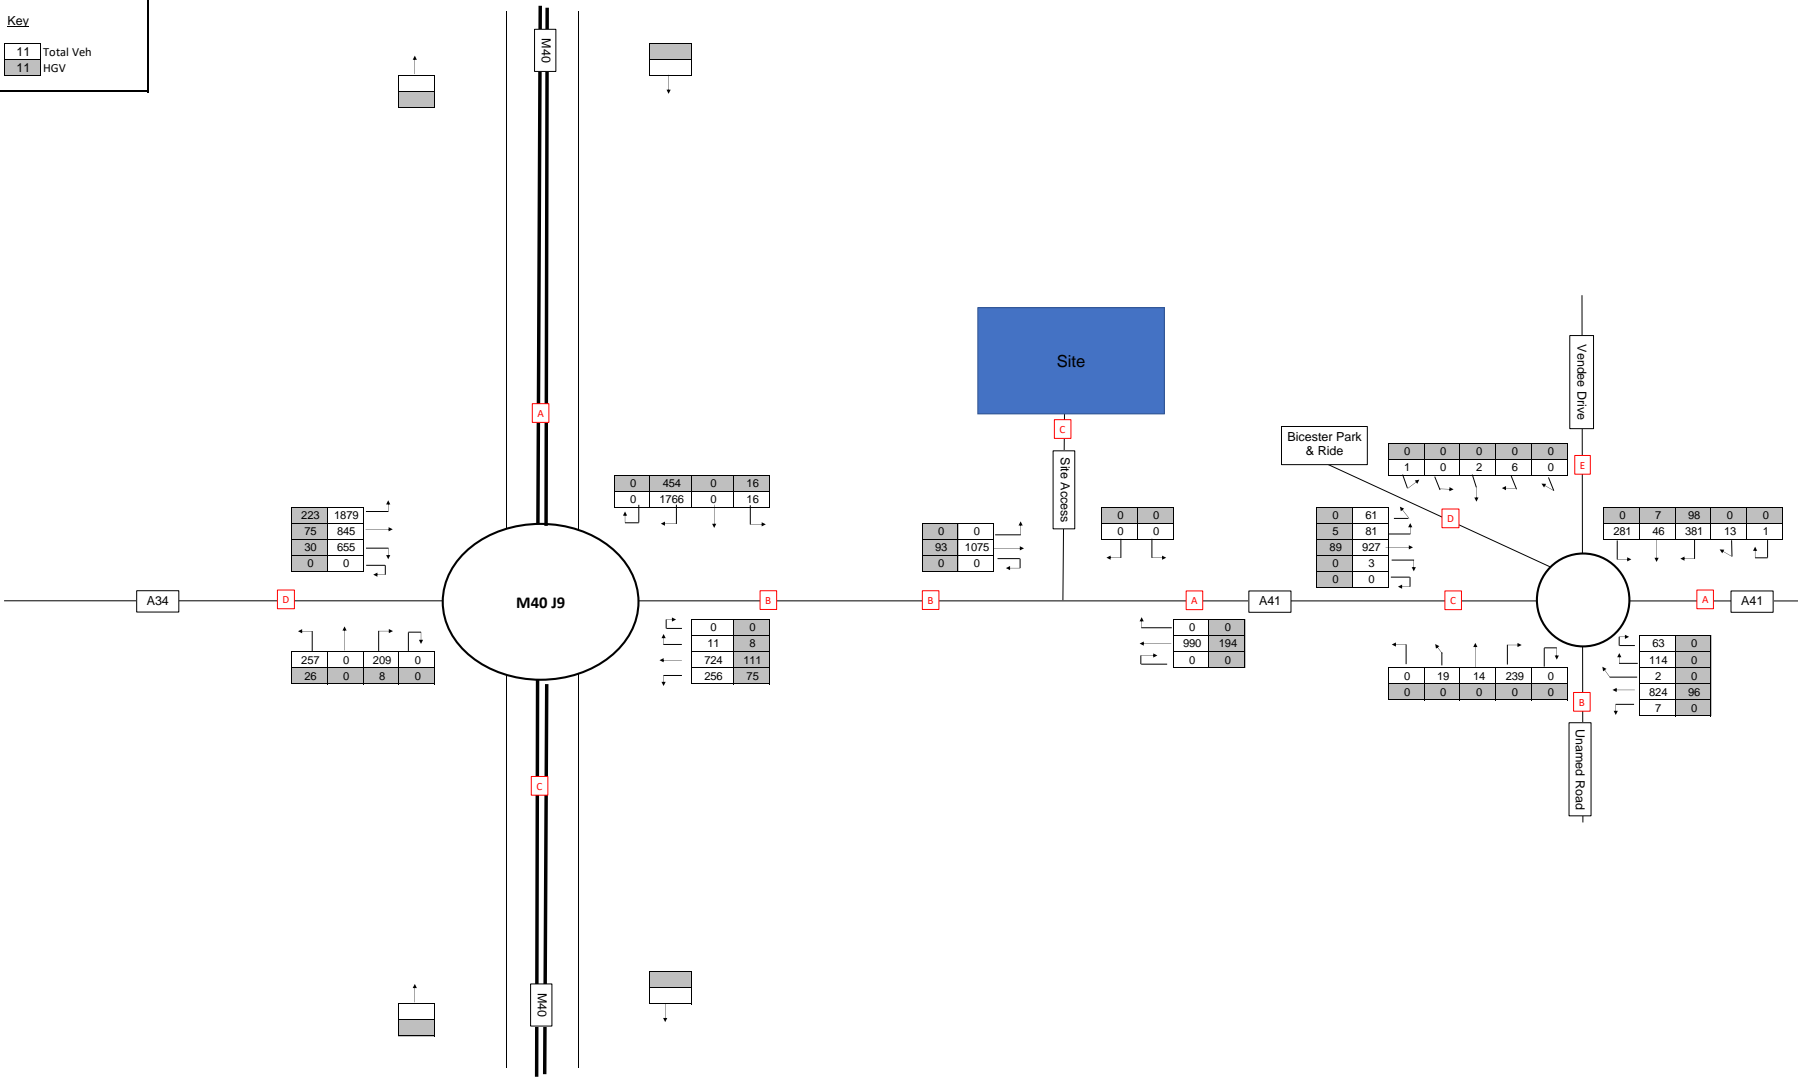 Key
11 Total Veh
11 HGV
M40
A
0 454 0 16
0 1766 0 16
223 1879
75 845
30 655
0 0
A34
D
M40 J9
B
257 0 209 0
26 0 8 0
0 0
11 8
724 111
256 75
C
M40
Site
C
Site Access
0 0
93 1075
0 0
0 0
0 0
B
A
A41
0 0
990 194
0 0
Bicester Park
& Ride
0 0 0 0 0
1 0 2 6 0
Vendee Drive
E
D
0 61
5 81
89 927
0 3
0 0
0 7 98 0 0
281 46 381 13 1
C
A
A41
0 19 14 239 0
0 0 0 0 0
63 0
114 0
2 0
824 96
7 0
B
Unamed Road